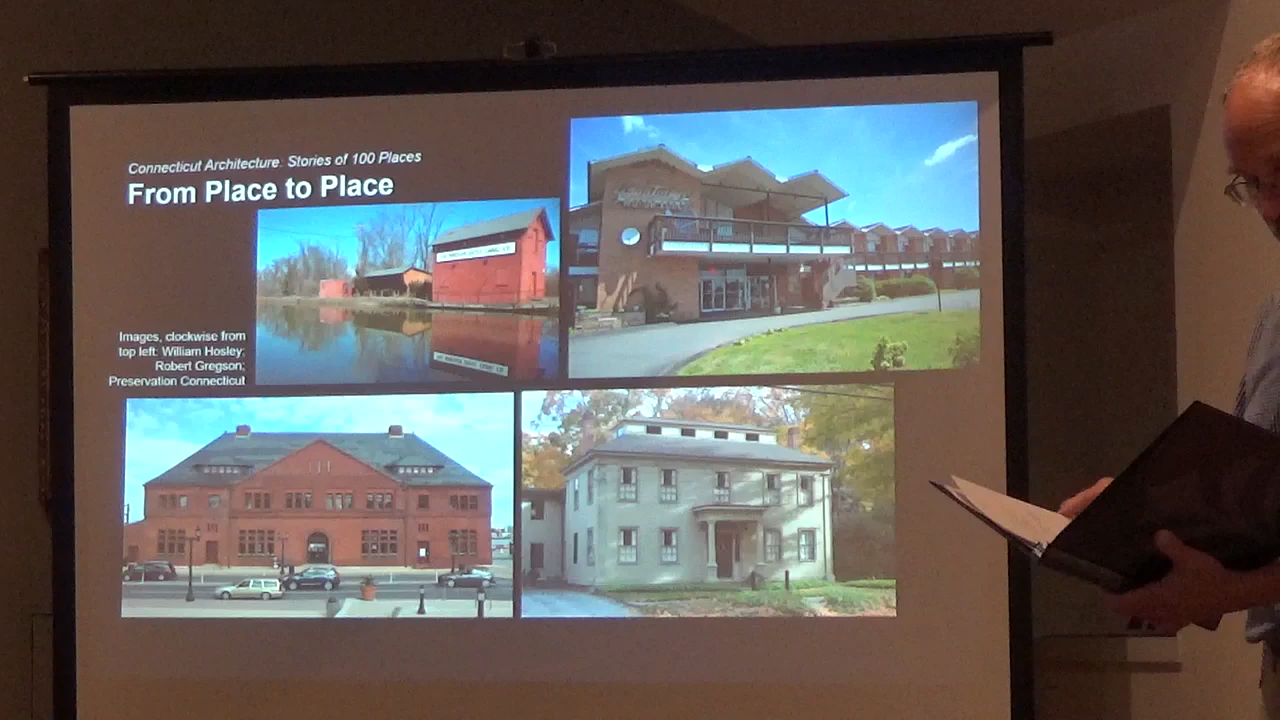 Connecticut Architecture: Stories of 100 Places
From Place to Place
Images, clockwise from
top left: William Hosley;
Robert Gregson;
Preservation Connecticut